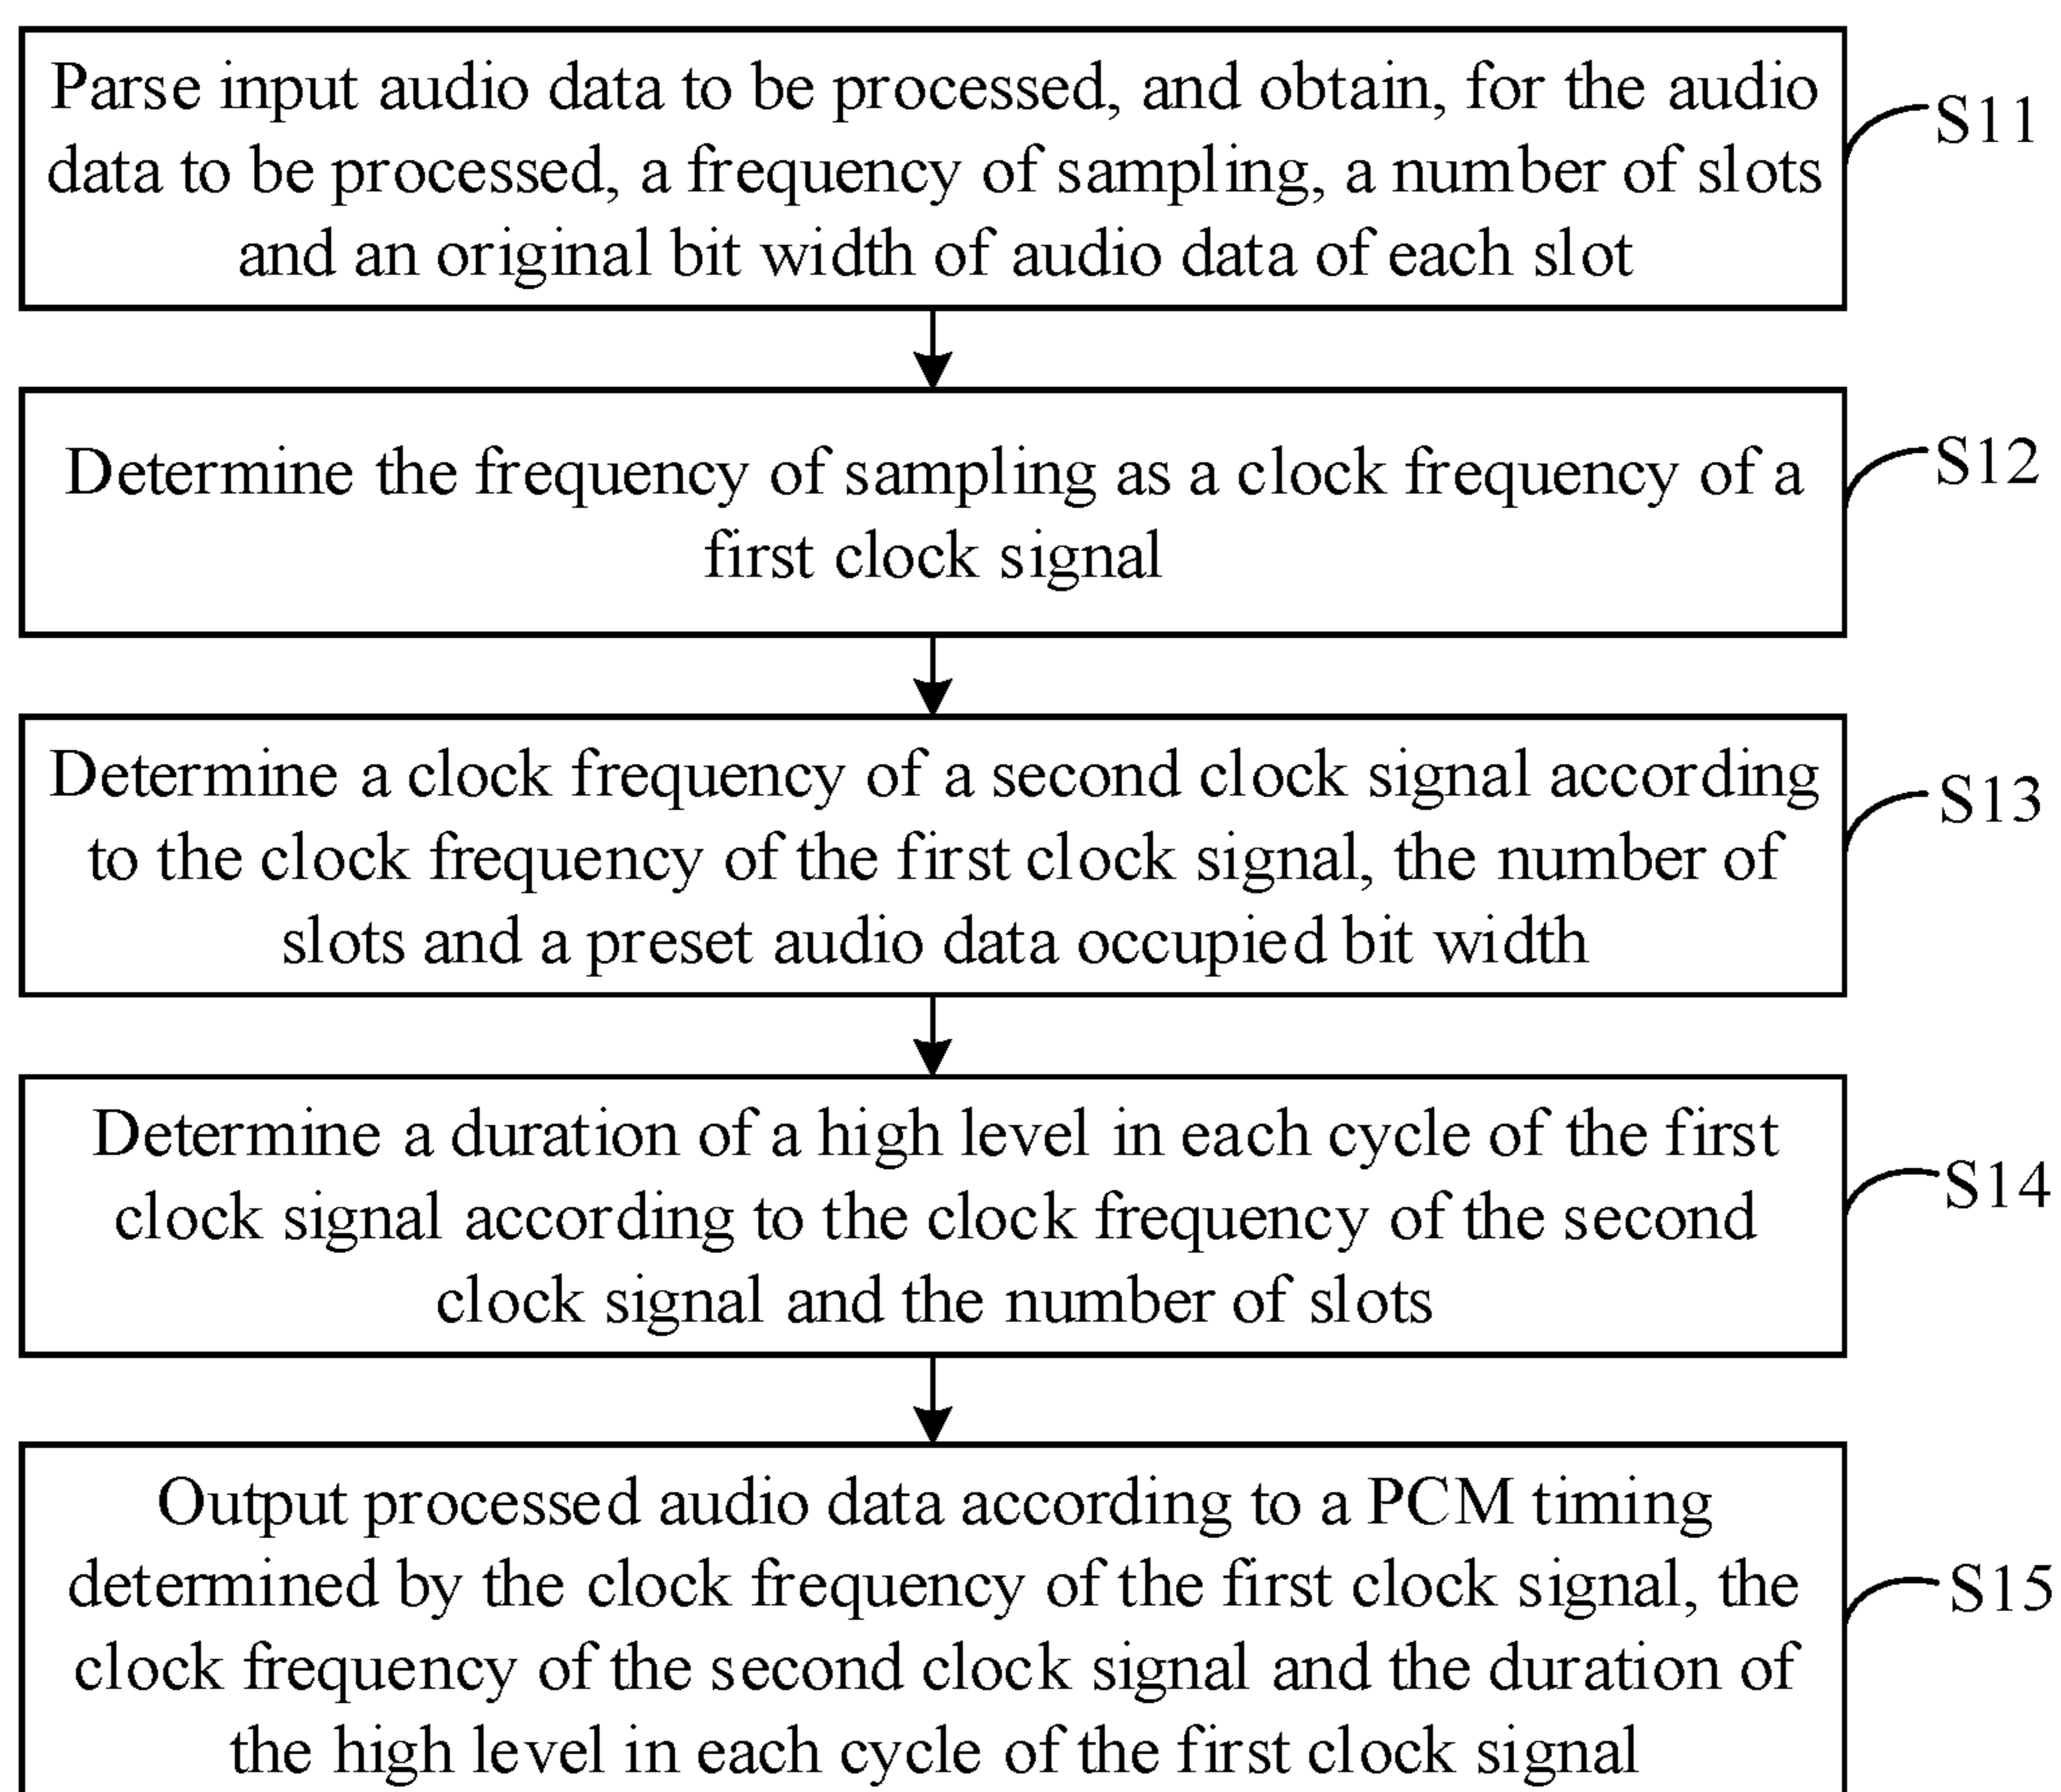 Parse input audio data to be processed, and obtain, for the audio
data to be processed, a frequency of sampling, a number of slots
and an original bit width of audio data of each slot
S11
Determine the frequency of sampling as a clock frequency of a
first clock signal
S12
Determine a clock frequency of a second clock signal according
to the clock frequency of the first clock signal, the number of
slots and a preset audio data occupied bit width
S13
Determine a duration of a high level in each cycle of the first
clock signal according to the clock frequency of the second
clock signal and the number of slots
S14
Output processed audio data according to a PCM timing
determined by the clock frequency of the first clock signal, the
clock frequency of the second clock signal and the duration of
the high level in each cycle of the first clock signal
S15